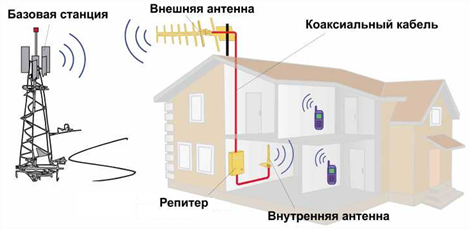 Базовая станция
Внешняя антенна
Коаксиальный кабель
Репитер
Внутренняя антенна